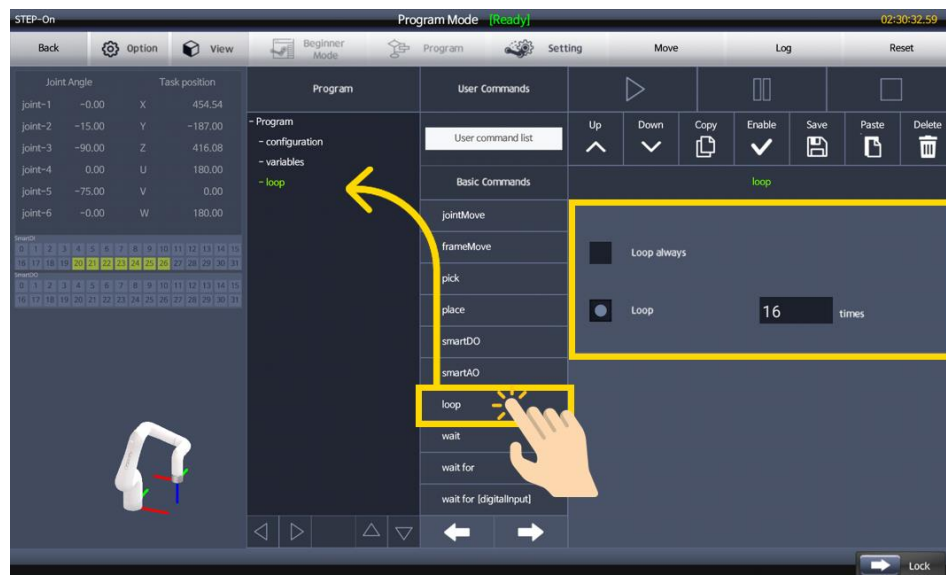 STEP-On
Program Mode [Ready]
02:30:32.59
Back
Option
View
Beginner
Mode
Program
Setting
Move
Log
Reset
Joint Angle Task position
joint-1 -0.00 X 454.54
joint-2 -15.00 Y -187.00
joint-3 -90.00 Z 416.08
joint-4 0.00 U 180.00
joint-5 -75.00 V 0.00
joint-6 -0.00 W 180.00
SmartDI
0 1 2 3 4 5 6 7 8 9 10 11 12 13 14 15
16 17 18 19 20 21 22 23 24 25 26 27 28 29 30 31
SmartDO
0 1 2 3 4 5 6 7 8 9 10 11 12 13 14 15
16 17 18 19 20 21 22 23 24 25 26 27 28 29 30 31
Program
- Program
- configuration
- variables
- loop
User Commands
User command list
Basic Commands
jointMove
frameMove
pick
place
smartDO
smartAO
loop
wait
wait for
wait for [digitalInput]
Up
Down
Copy
Enable
Save
Paste
Delete
loop
Loop always
Loop 16 times
Lock